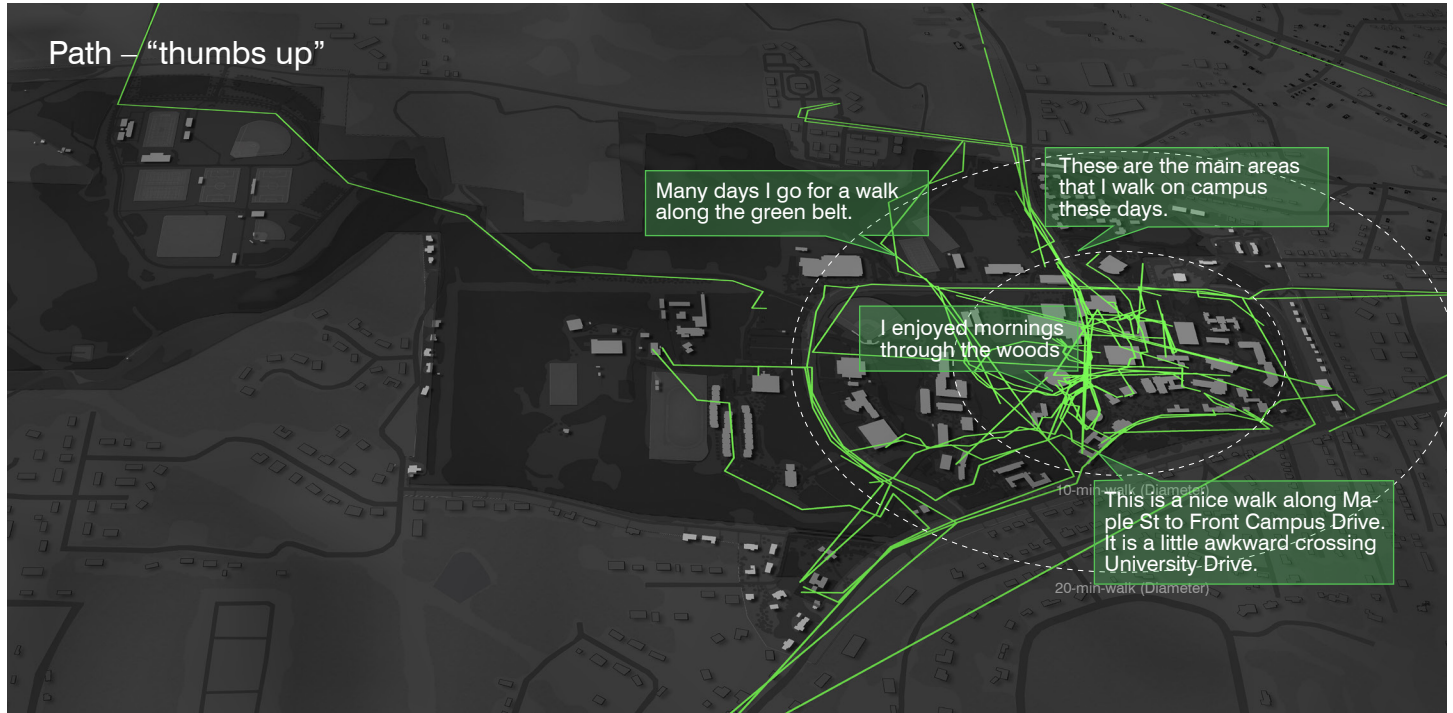 Path – “thumbs up”
Many days I go for a walk
along the green belt.
These are the main areas
that I walk on campus
these days.
I enjoyed mornings
through the woods
10-min-walk (Diameter)
This is a nice walk along Ma-
ple St to Front Campus Drive.
It is a little awkward crossing
University Drive.
20-min-walk (Diameter)